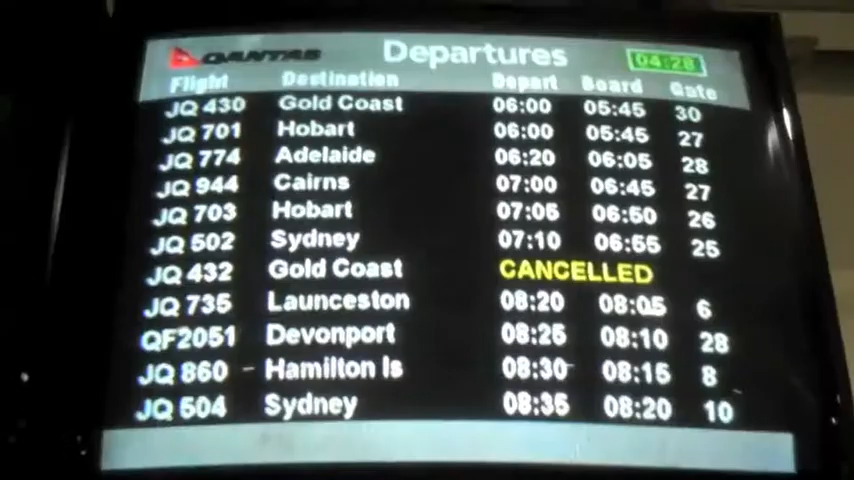 QANTAS Departures 04:28
Flight Destination Depart Board Gate
JQ 430 Gold Coast 06:00 05:45 30
JQ 701 Hobart 06:00 05:45 27
JQ 774 Adelaide 06:20 06:05 28
JQ 944 Cairns 07:00 06:45 27
JQ 703 Hobart 07:05 06:50 26
JQ 502 Sydney 07:10 06:55 25
JQ 432 Gold Coast CANCELLED
JQ 735 Launceston 08:20 08:05 6
QF2051 Devonport 08:25 08:10 28
JQ 860 Hamilton Is 08:30 08:15 8
JQ 504 Sydney 08:35 08:20 10